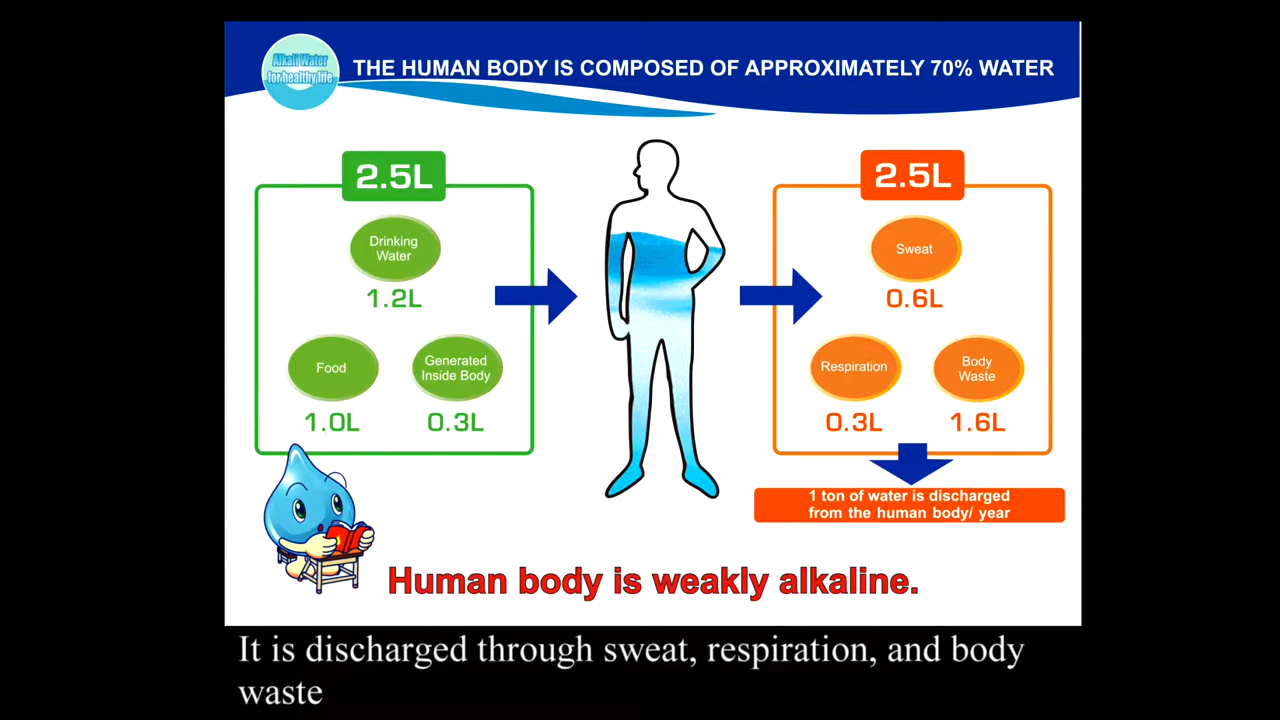 Alkali Water
for healthy life
THE HUMAN BODY IS COMPOSED OF APPROXIMATELY 70% WATER
2.5L
Drinking
Water
1.2L
Food
1.0L
Generated
Inside Body
0.3L
2.5L
Sweat
0.6L
Respiration
0.3L
Body
Waste
1.6L
1 ton of water is discharged
from the human body/ year
Human body is weakly alkaline.
It is discharged through sweat, respiration, and body
waste